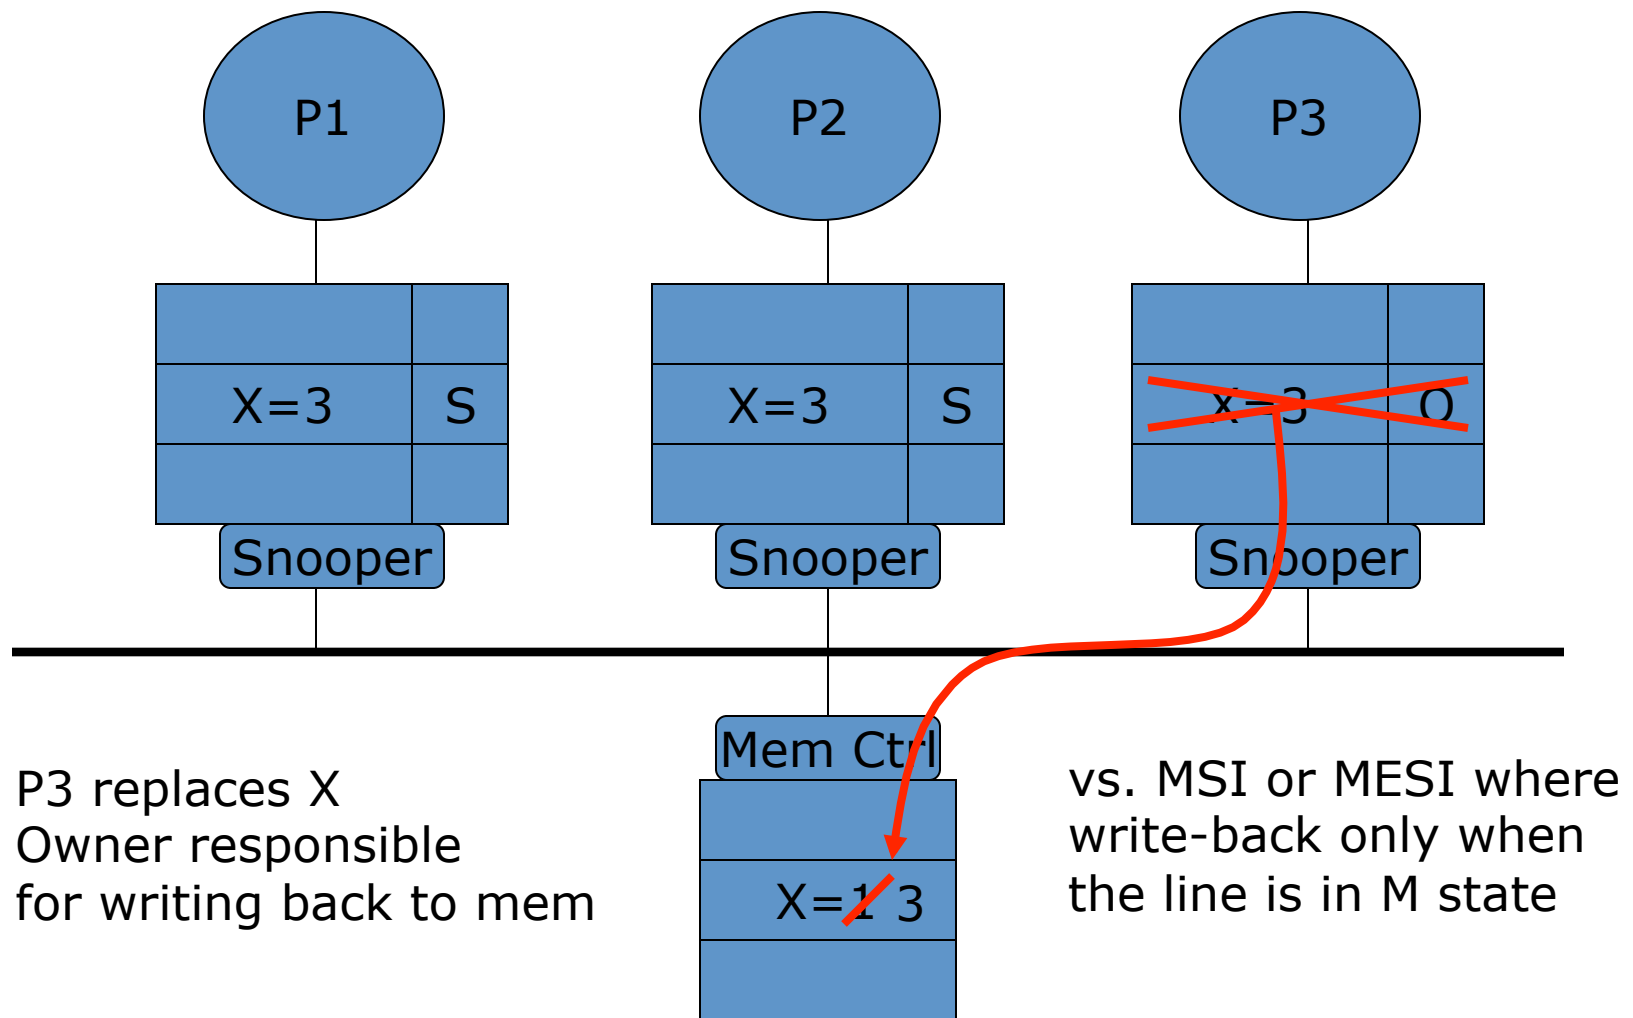 P1 P2 P3
X=3 S X=3 S X=3 O
Snooper Snooper Snooper
Mem Ctrl
P3 replaces X
Owner responsible
for writing back to mem
vs. MSI or MESI where
write-back only when
the line is in M state
X=1 3